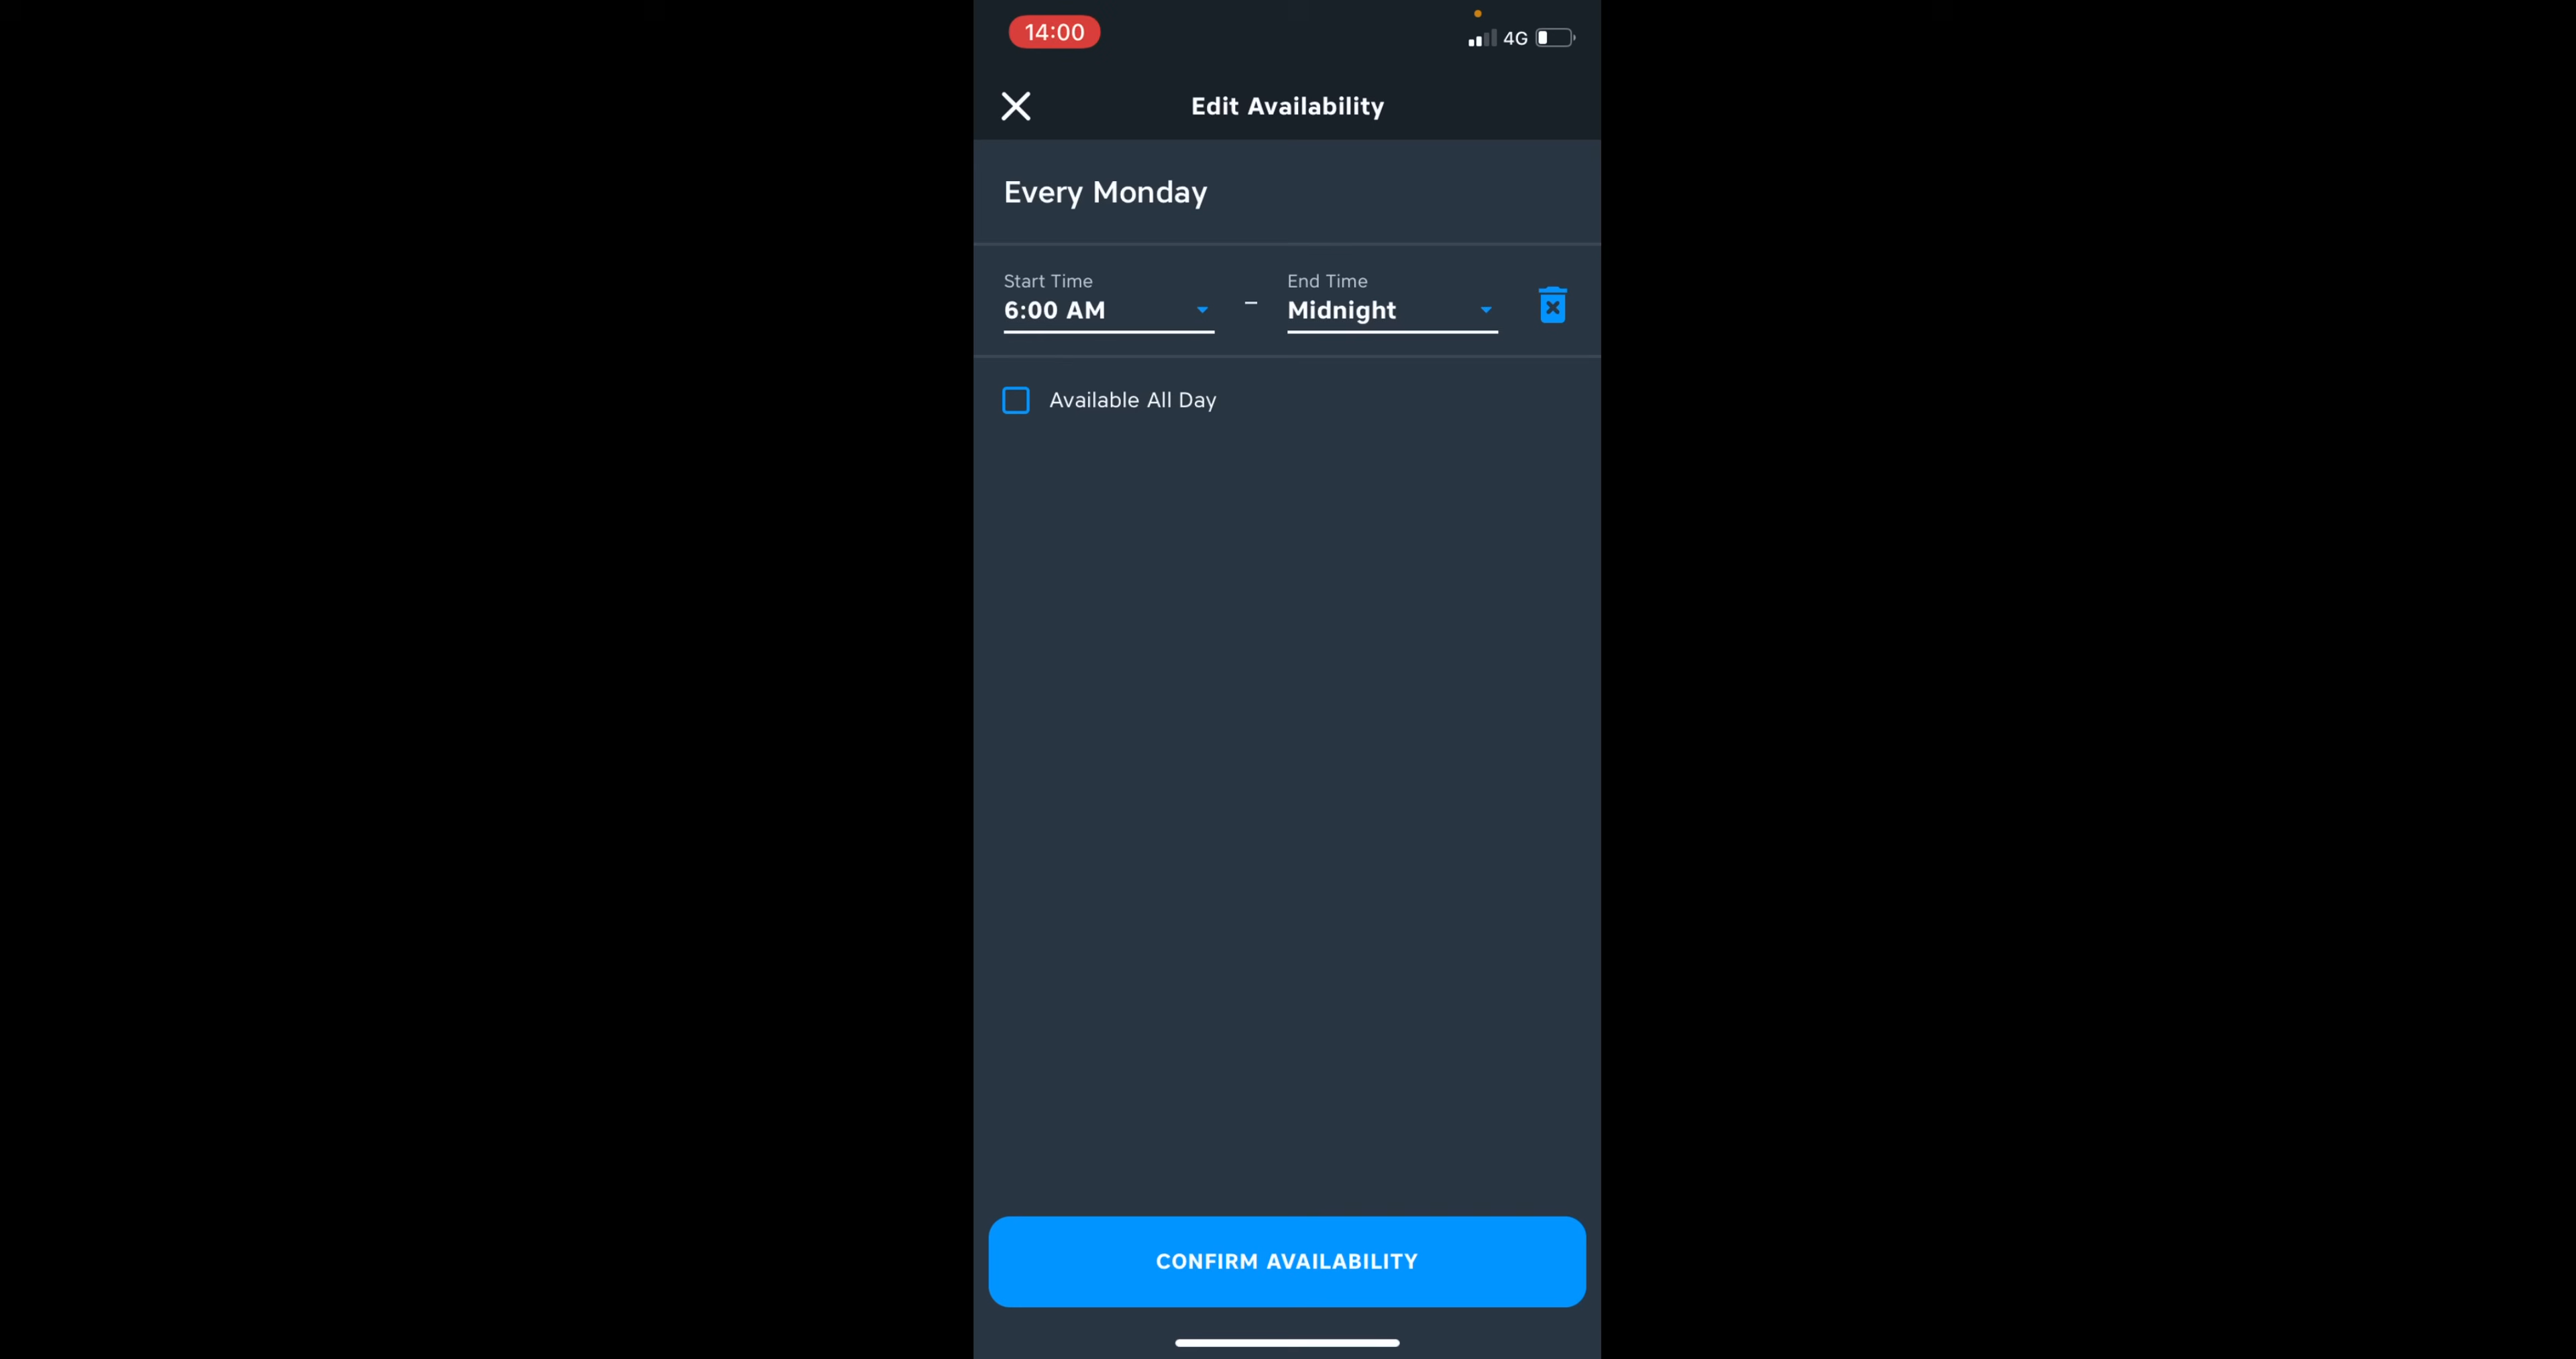 14:00
4G
Edit Availability
Every Monday
Start Time
End Time
6:00 AM
–
Midnight
Available All Day
CONFIRM AVAILABILITY